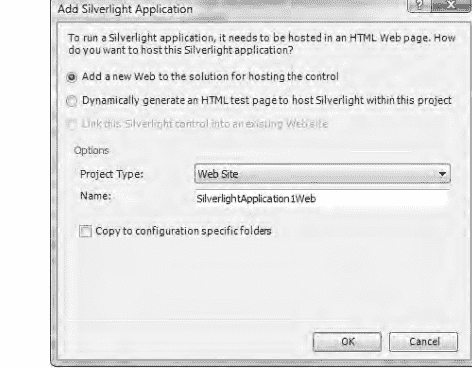 Add Silverlight Application
To run a Silverlight application, it needs to be hosted in an HTML Web page. How
do you want to host this Silverlight application?
Add a new Web to the solution for hosting the control
Dynamically generate an HTML test page to host Silverlight within this project
Link this Silverlight control into an existing Web site
Options
Project Type:
Web Site
Name:
SilverlightApplication1Web
Copy to configuration specific folders
OK
Cancel